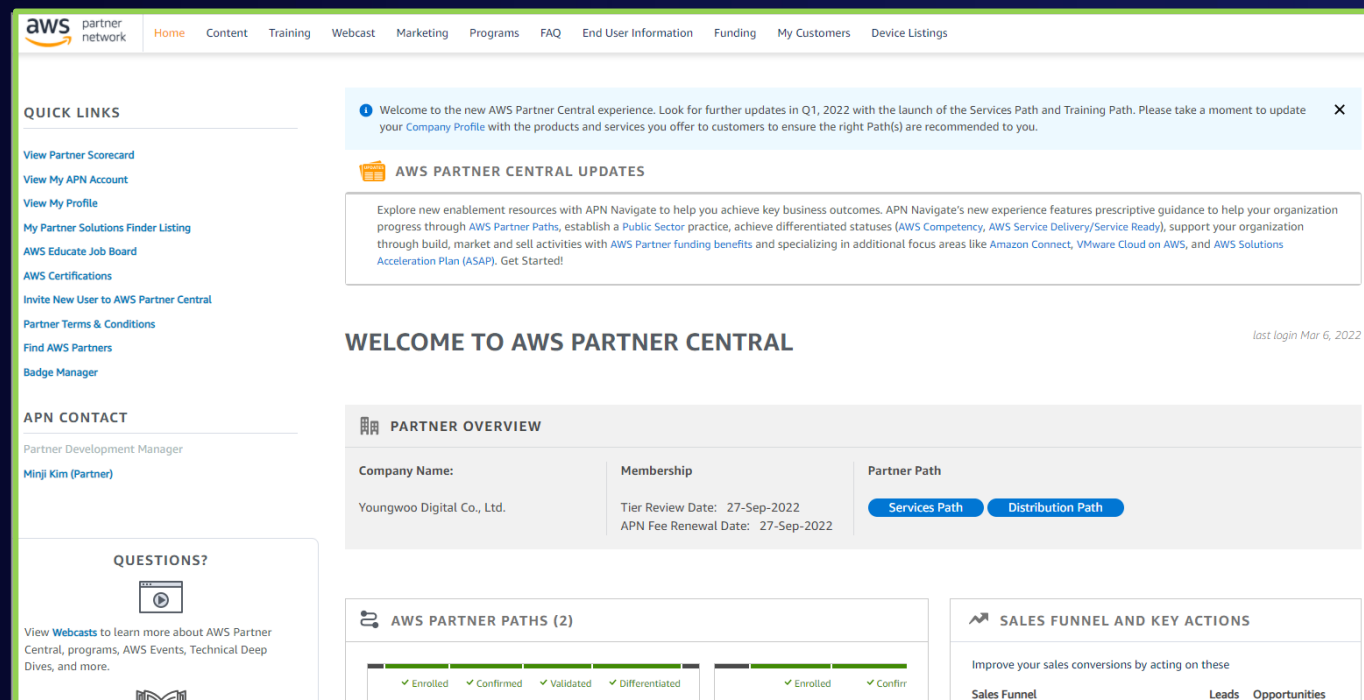 aws partner network
Home Content Training Webcast Marketing Programs FAQ End User Information Funding My Customers Device Listings
QUICK LINKS
View Partner Scorecard
View My APN Account
View My Profile
My Partner Solutions Finder Listing
AWS Educate Job Board
AWS Certifications
Invite New User to AWS Partner Central
Partner Terms & Conditions
Find AWS Partners
Badge Manager
APN CONTACT
Partner Development Manager
Minji Kim (Partner)
QUESTIONS?
View Webcasts to learn more about AWS Partner
Central, programs, AWS Events, Technical Deep
Dives, and more.
Welcome to the new AWS Partner Central experience. Look for further updates in Q1, 2022 with the launch of the Services Path and Training Path. Please take a moment to update
your Company Profile with the products and services you offer to customers to ensure the right Path(s) are recommended to you.
AWS PARTNER CENTRAL UPDATES
Explore new enablement resources with APN Navigate to help you achieve key business outcomes. APN Navigate's new experience features prescriptive guidance to help your organization
progress through AWS Partner Paths, establish a Public Sector practice, achieve differentiated statuses (AWS Competency, AWS Service Delivery/Service Ready), support your organization
through build, market and sell activities with AWS Partner funding benefits and specializing in additional focus areas like Amazon Connect, VMware Cloud on AWS, and AWS Solutions
Acceleration Plan (ASAP). Get Started!
WELCOME TO AWS PARTNER CENTRAL
last login Mar 6, 2022
PARTNER OVERVIEW
Company Name:
Youngwoo Digital Co., Ltd.
Membership
Tier Review Date: 27-Sep-2022
APN Fee Renewal Date: 27-Sep-2022
Partner Path
Services Path Distribution Path
AWS PARTNER PATHS (2)
Enrolled Confirmed Validated Differentiated
Enrolled Confirr
SALES FUNNEL AND KEY ACTIONS
Improve your sales conversions by acting on these
Sales Funnel Leads Opportunities